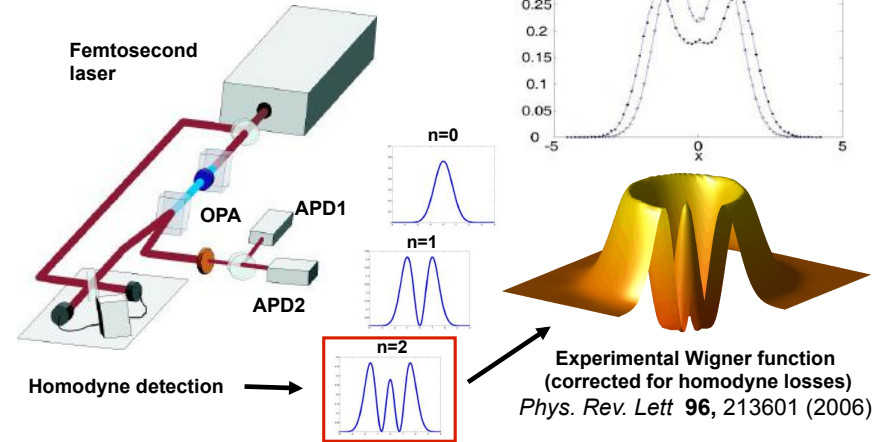 Femtosecond
laser
OPA
APD1
APD2
Homodyne detection
n=0
n=1
n=2
0.25
0.2
0.15
0.1
0.05
0
-5
0
5
x
Experimental Wigner function
(corrected for homodyne losses)
Phys. Rev. Lett 96, 213601 (2006)